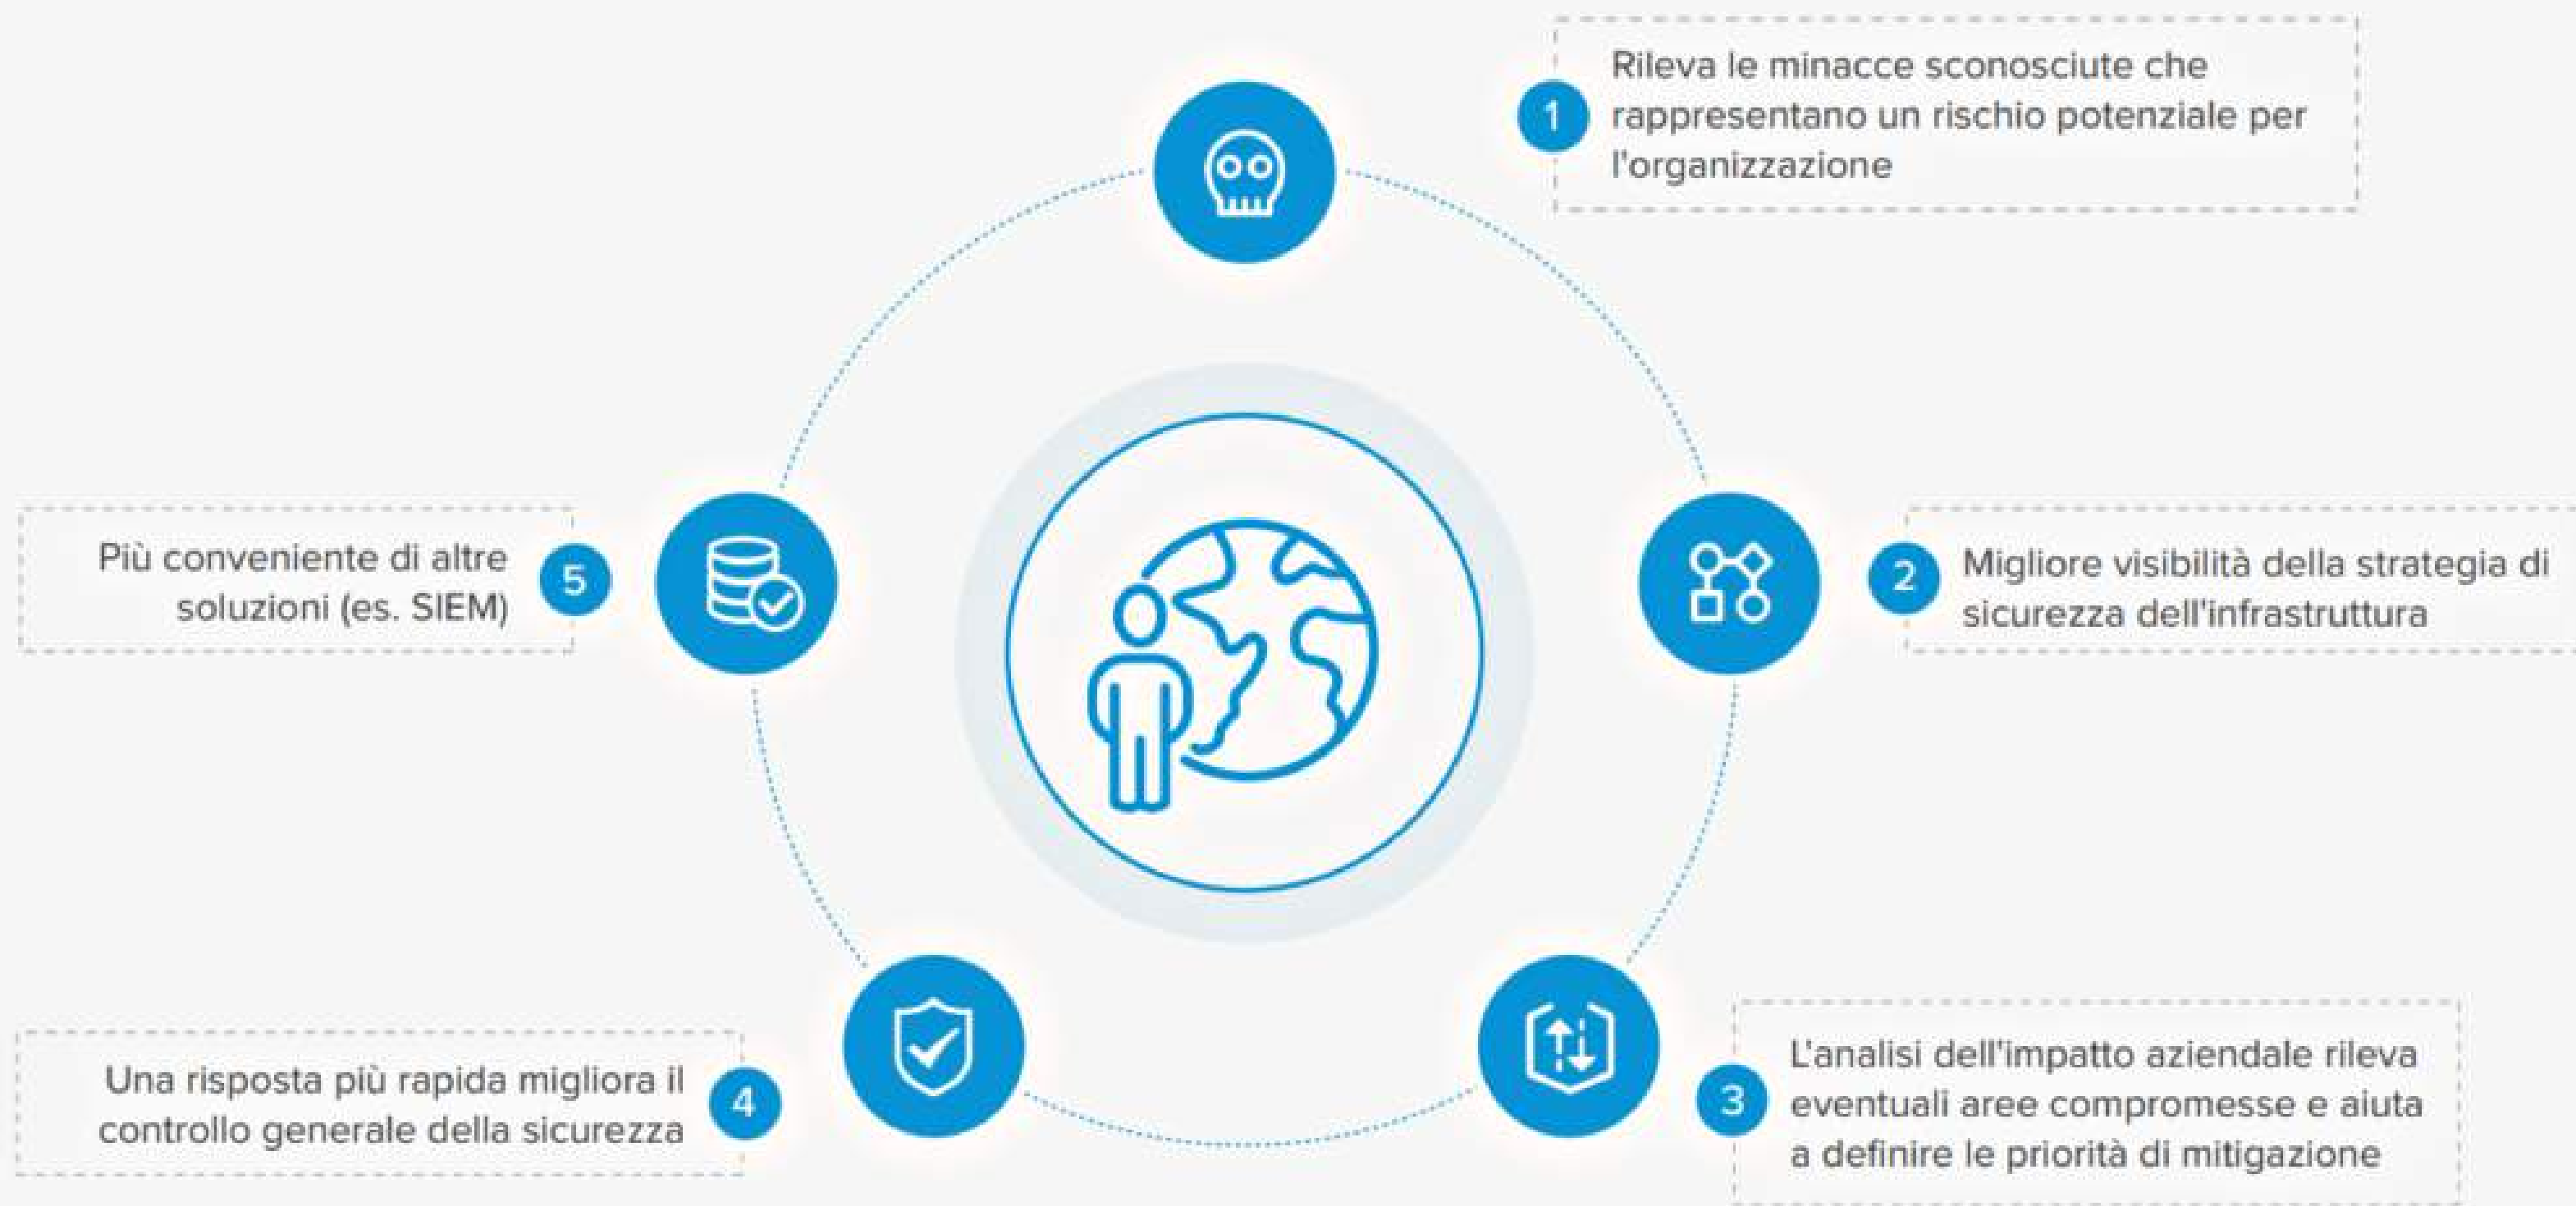 1
Rileva le minacce sconosciute che
rappresentano un rischio potenziale per
l'organizzazione
2
Migliore visibilità della strategia di
sicurezza dell'infrastruttura
3
L'analisi dell'impatto aziendale rileva
eventuali aree compromesse e aiuta
a definire le priorità di mitigazione
4
Una risposta più rapida migliora il
controllo generale della sicurezza
5
Più conveniente di altre
soluzioni (es. SIEM)